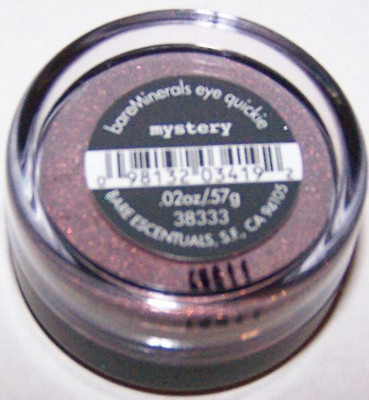 bareMinerals eye quickie
mystery
0 98132 03419 2
.02oz/.57g
38333
BARE ESCENTUALS, S.F., CA 94105